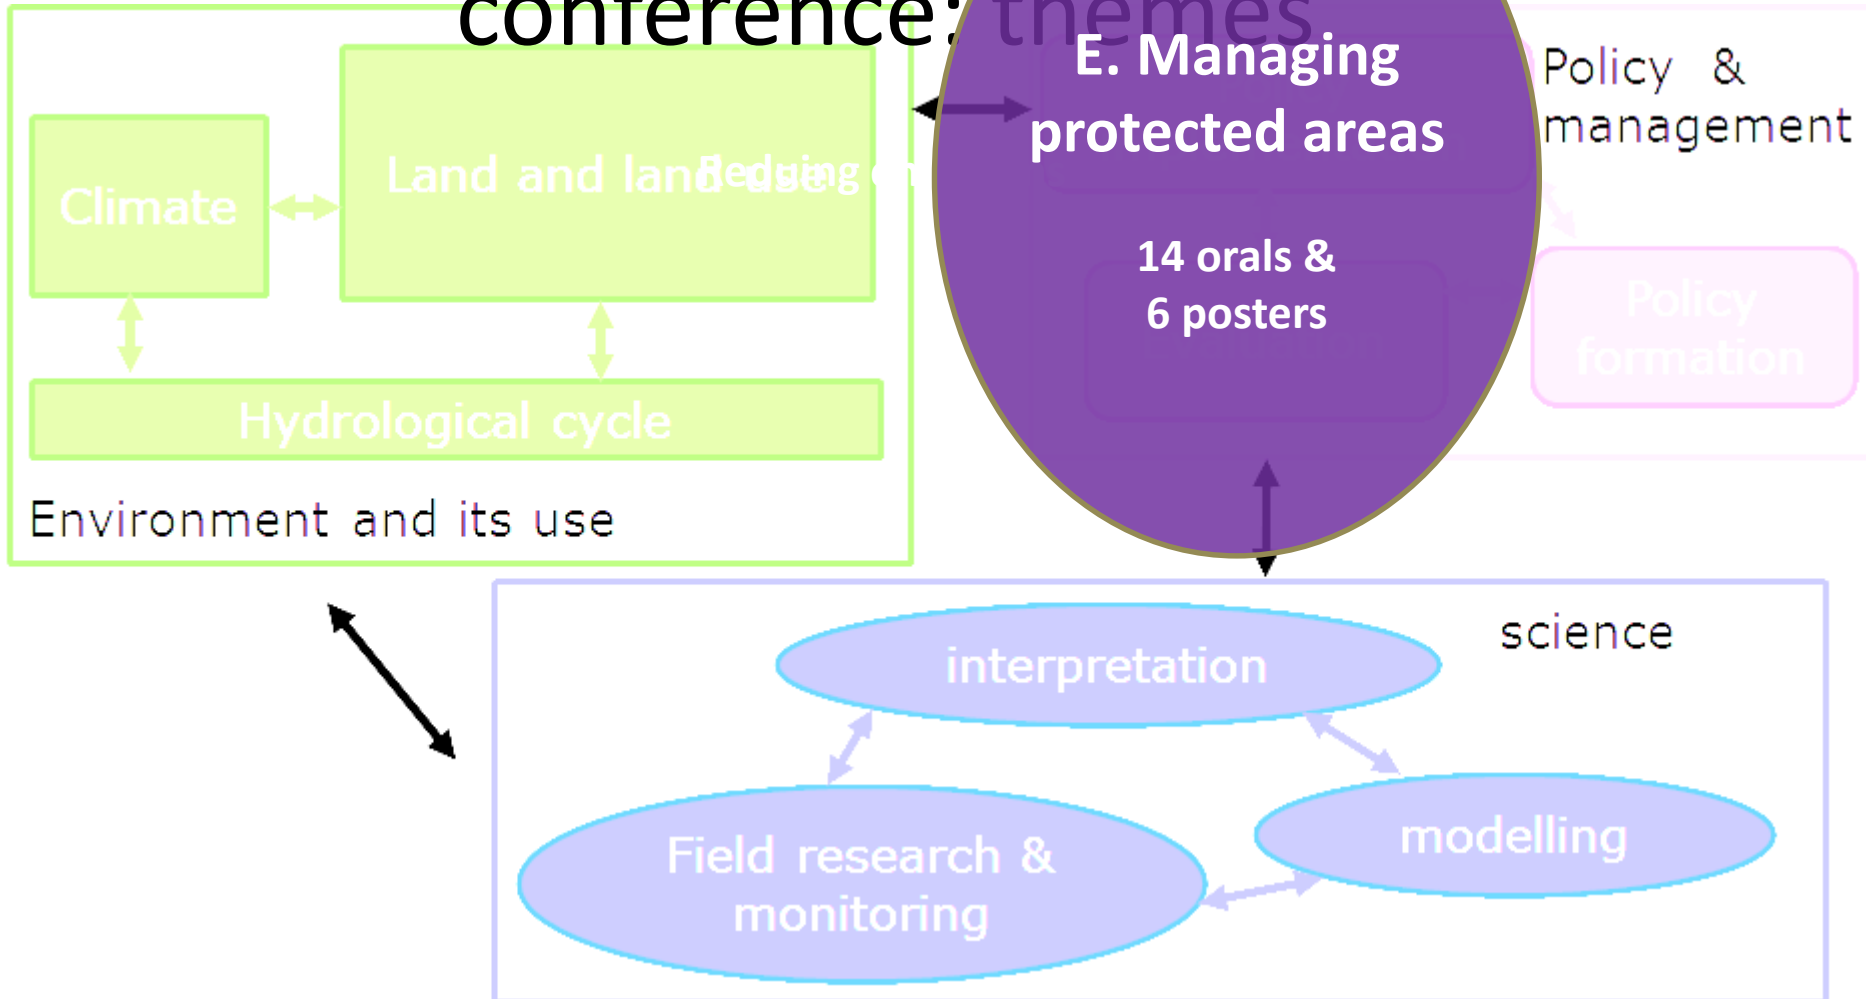 conference: themes
E. Managing
protected areas
14 orals &
6 posters
Policy &
management
Land and land use
Climate
Policy
formation
Hydrological cycle
Environment and its use
science
interpretation
modelling
Field research &
monitoring